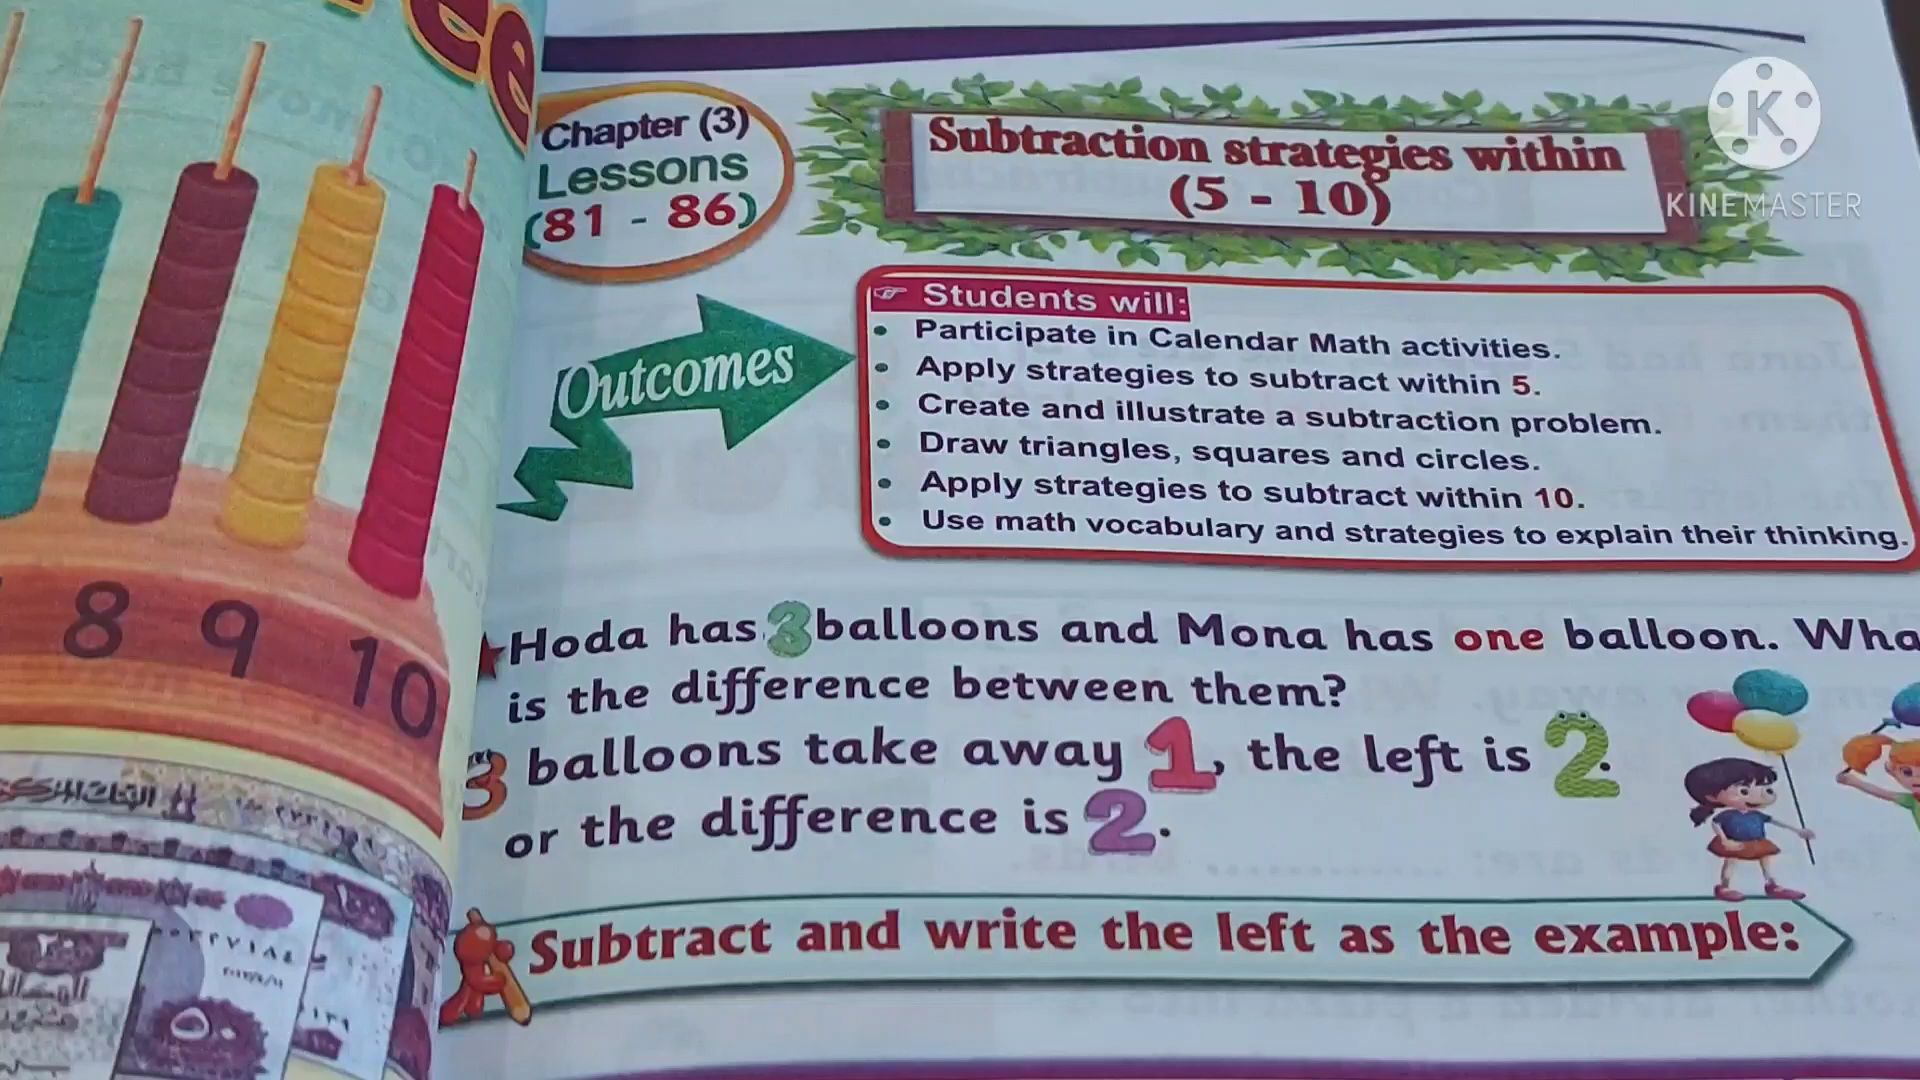 Chapter (3)
Lessons
(81 - 86)
Subtraction strategies within
(5 - 10)
KINEMASTER
Outcomes
Students will:
• Participate in Calendar Math activities.
• Apply strategies to subtract within 5.
• Create and illustrate a subtraction problem.
• Draw triangles, squares and circles.
• Apply strategies to subtract within 10.
• Use math vocabulary and strategies to explain their thinking.
Hoda has 3 balloons and Mona has one balloon. Wha
is the difference between them?
3 balloons take away 1, the left is 2.
or the difference is 2.
Subtract and write the left as the example:
8 9 10
٥٠